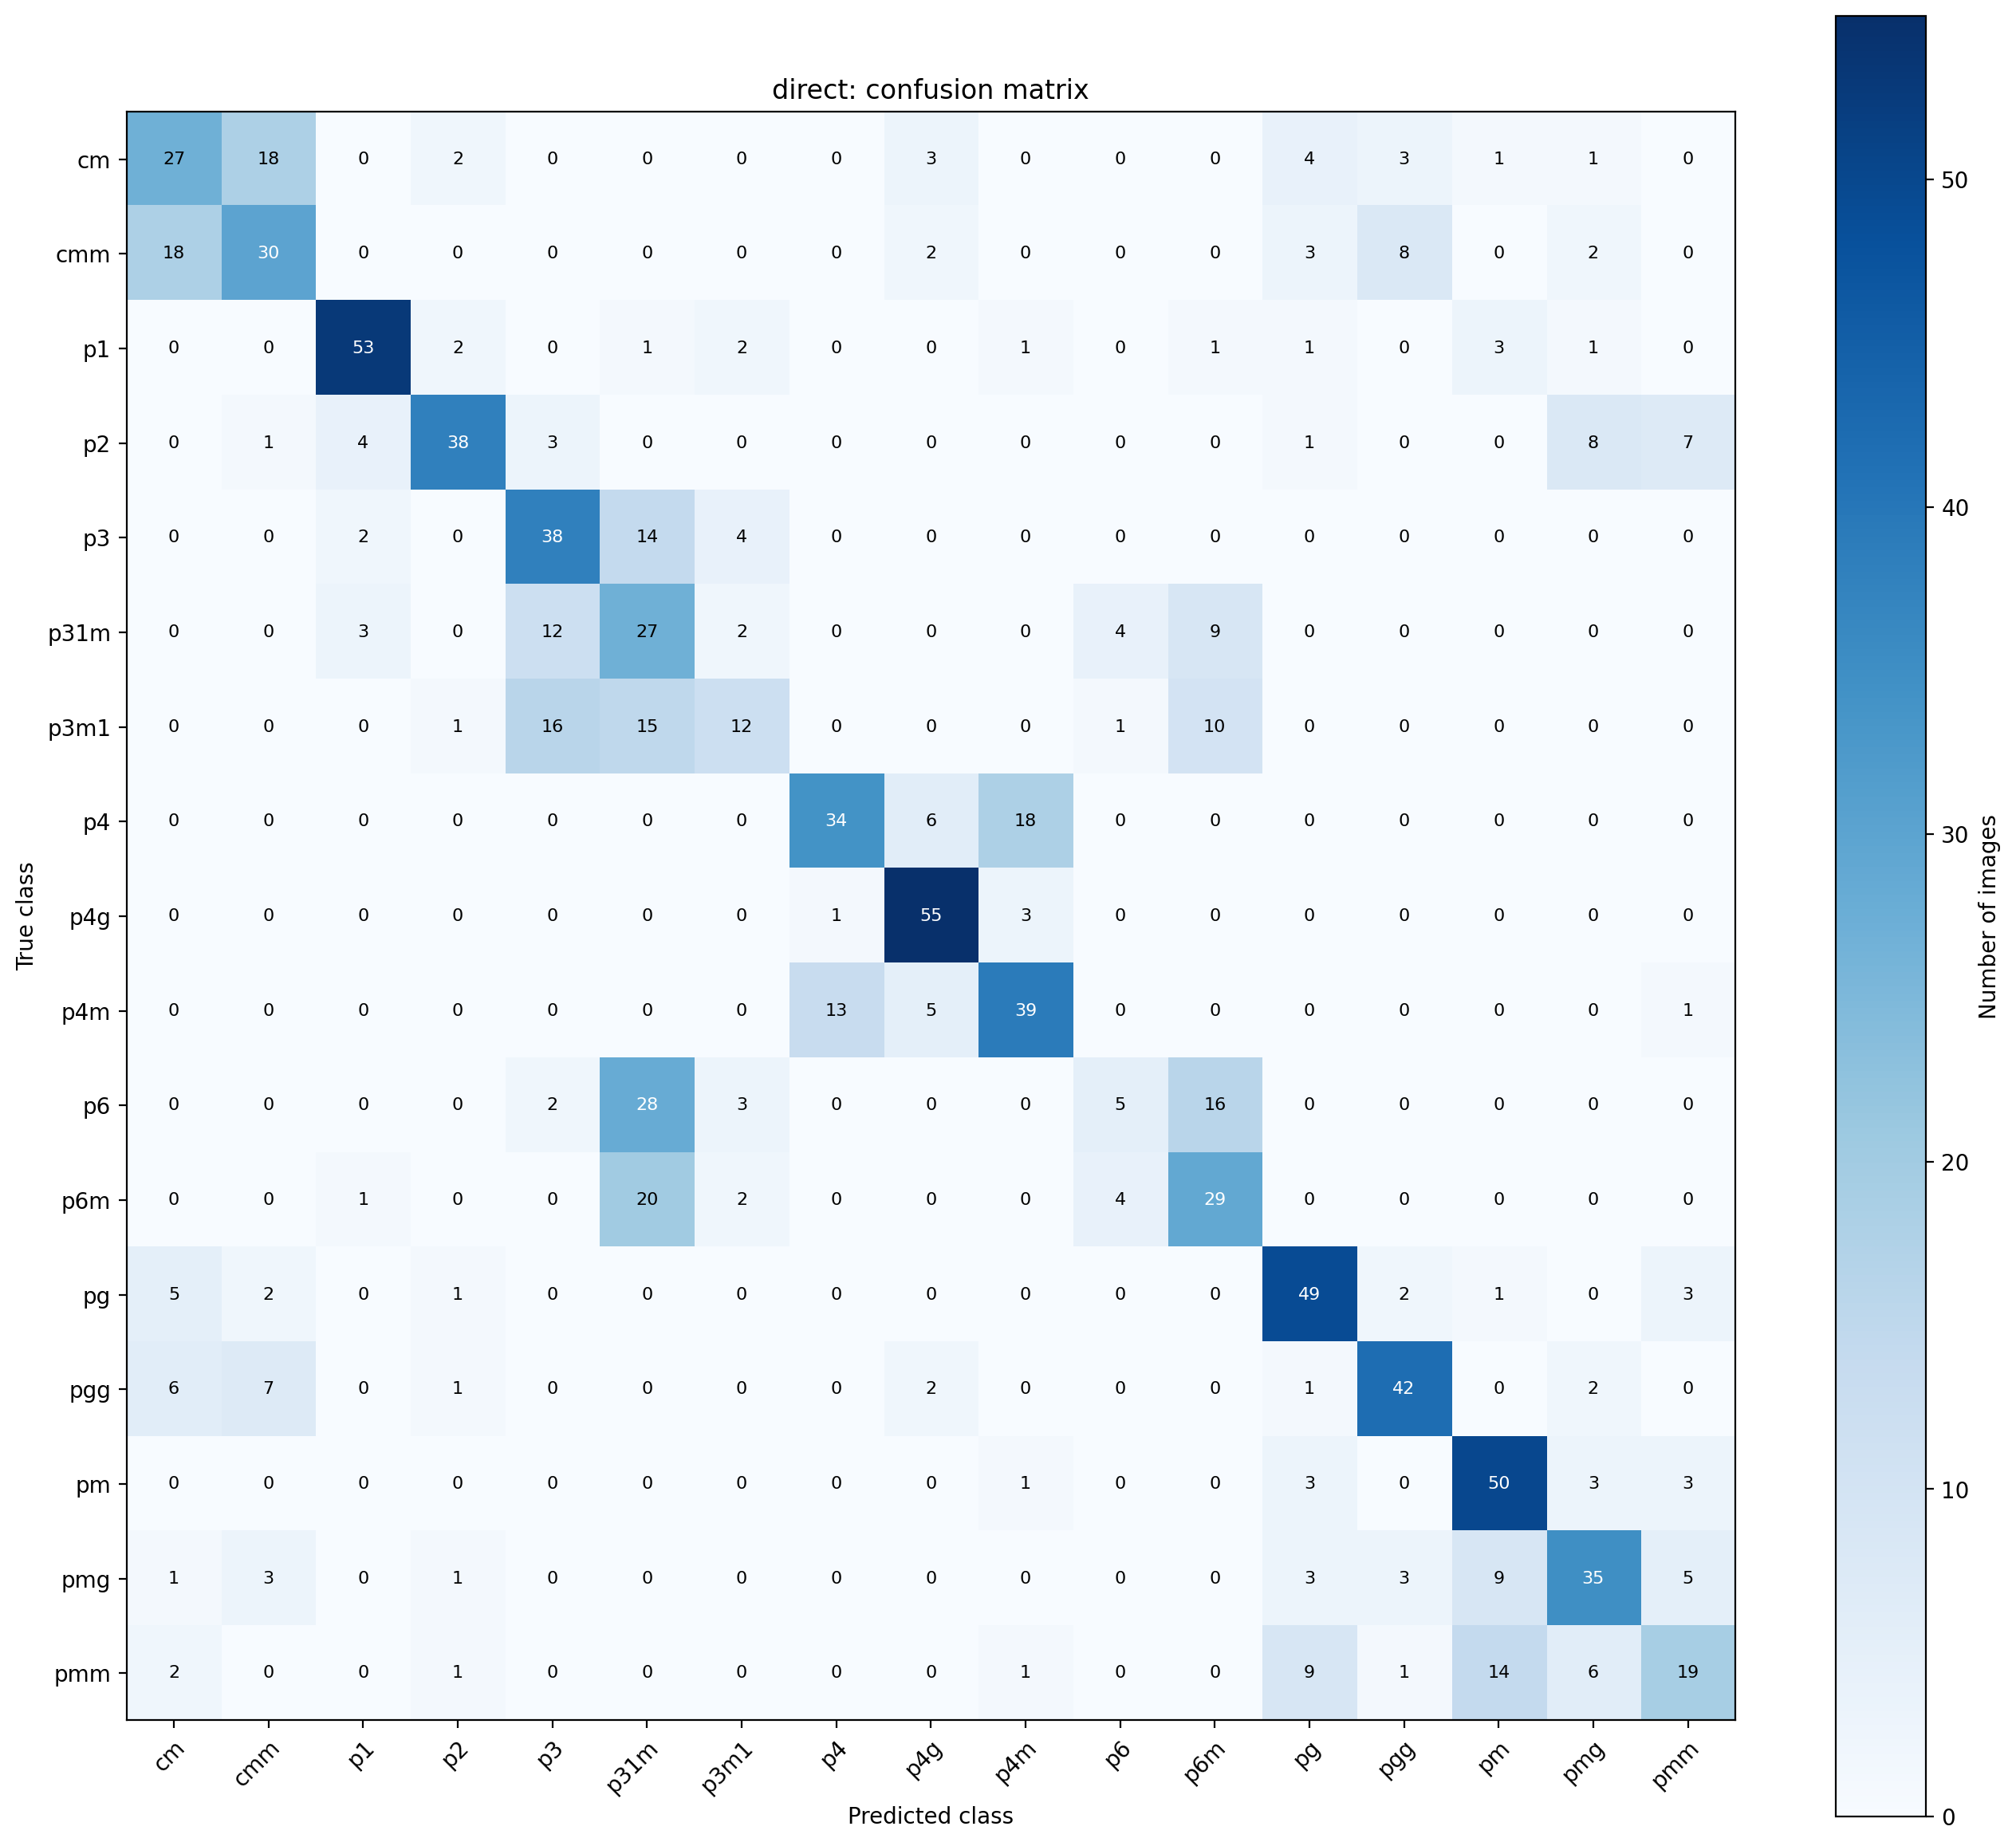 direct: confusion matrix
cm 27 18 0 2 0 0 0 0 3 0 0 0 4 3 1 1 0
cmm 18 30 0 0 0 0 0 0 2 0 0 0 3 8 0 2 0
p1 0 0 53 2 0 1 2 0 0 1 0 1 1 0 3 1 0
p2 0 1 4 38 3 0 0 0 0 0 0 0 1 0 0 8 7
p3 0 0 2 0 38 14 4 0 0 0 0 0 0 0 0 0 0
p31m 0 0 3 0 12 27 2 0 0 0 4 9 0 0 0 0 0
p3m1 0 0 0 1 16 15 12 0 0 0 1 10 0 0 0 0 0
p4 0 0 0 0 0 0 0 34 6 18 0 0 0 0 0 0 0
p4g 0 0 0 0 0 0 0 1 55 3 0 0 0 0 0 0 0
p4m 0 0 0 0 0 0 0 13 5 39 0 0 0 0 0 0 1
p6 0 0 0 0 2 28 3 0 0 0 5 16 0 0 0 0 0
p6m 0 0 1 0 0 20 2 0 0 0 4 29 0 0 0 0 0
pg 5 2 0 1 0 0 0 0 0 0 0 0 49 2 1 0 3
pgg 6 7 0 1 0 0 0 0 2 0 0 0 1 42 0 2 0
pm 0 0 0 0 0 0 0 0 0 1 0 0 3 0 50 3 3
pmg 1 3 0 1 0 0 0 0 0 0 0 0 3 3 9 35 5
pmm 2 0 0 1 0 0 0 0 0 1 0 0 9 1 14 6 19
cm cmm p1 p2 p3 p31m p3m1 p4 p4g p4m p6 p6m pg pgg pm pmg pmm
Predicted class
True class
50
40
30
20
10
0
Number of images